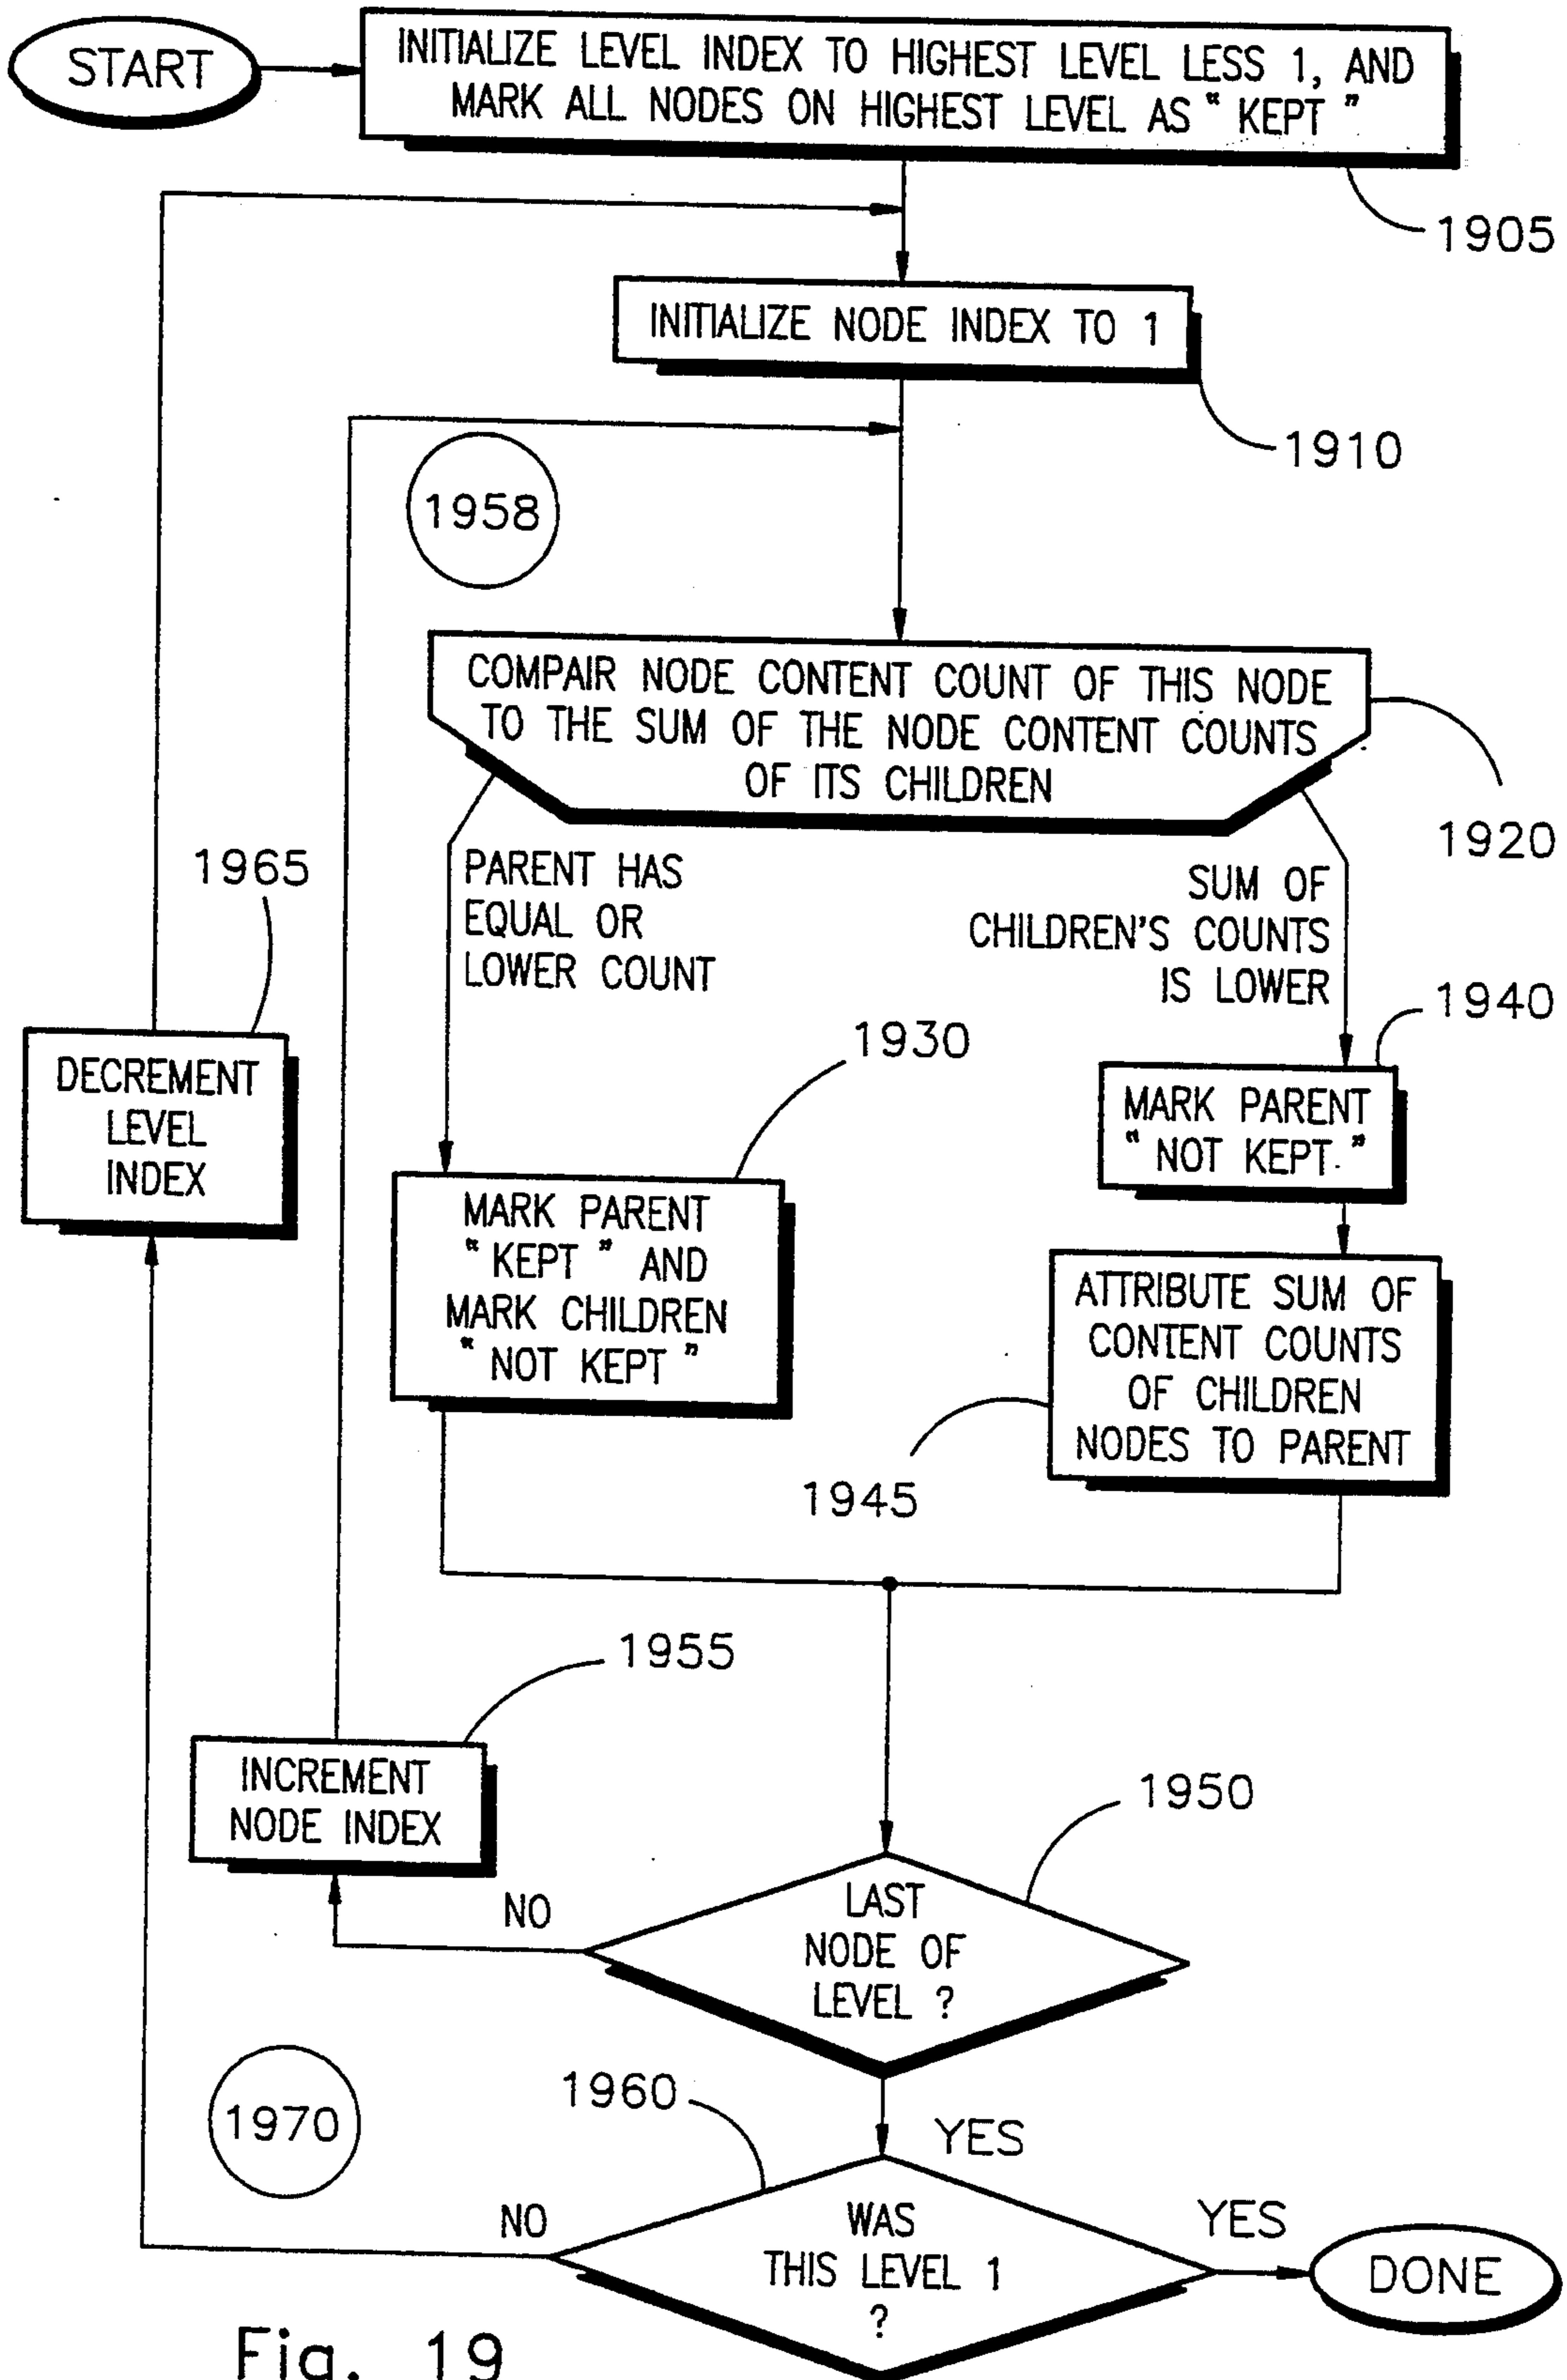 START
INITIALIZE LEVEL INDEX TO HIGHEST LEVEL LESS 1, AND
MARK ALL NODES ON HIGHEST LEVEL AS " KEPT "
1905
INITIALIZE NODE INDEX TO 1
1910
1958
COMPAIR NODE CONTENT COUNT OF THIS NODE
TO THE SUM OF THE NODE CONTENT COUNTS
OF ITS CHILDREN
1920
PARENT HAS
EQUAL OR
LOWER COUNT
SUM OF
CHILDREN'S COUNTS
IS LOWER
1965
DECREMENT
LEVEL
INDEX
1930
MARK PARENT
" KEPT " AND
MARK CHILDREN
" NOT KEPT "
1940
MARK PARENT
" NOT KEPT "
ATTRIBUTE SUM OF
CONTENT COUNTS
OF CHILDREN
NODES TO PARENT
1945
1955
INCREMENT
NODE INDEX
1950
LAST
NODE OF
LEVEL ?
NO
YES
1970
1960
WAS
THIS LEVEL 1
?
NO
YES
DONE
Fig. 19